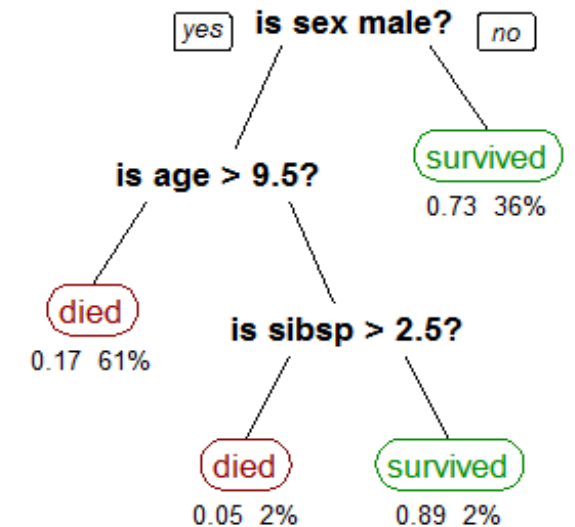 yes is sex male? no
survived
is age > 9.5?
0.73 36%
died
is sibsp > 2.5?
0.17 61%
died survived
0.05 2% 0.89 2%